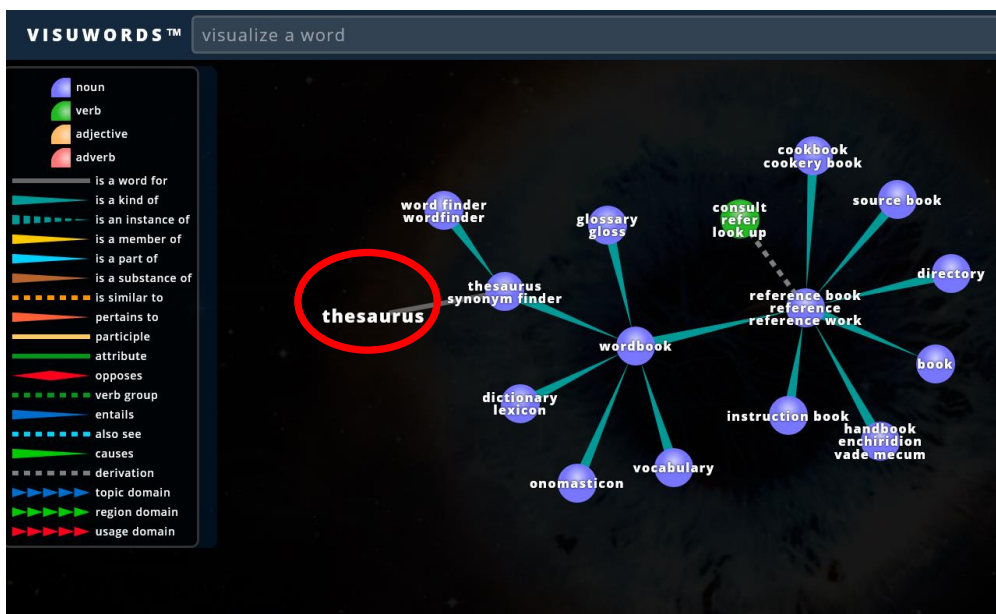 VISUWORDS™
visualize a word
noun
verb
adjective
adverb
is a word for
is a kind of
is an instance of
is a member of
is a part of
is a substance of
is similar to
pertains to
participle
attribute
opposes
verb group
entails
also see
causes
derivation
topic domain
region domain
usage domain
thesaurus
word finder
wordfinder
thesaurus
synonym finder
glossary
gloss
wordbook
dictionary
lexicon
onomasticon
vocabulary
consult
refer
look up
cookbook
cookery book
source book
directory
reference book
reference
reference work
book
instruction book
handbook
enchiridion
vade mecum